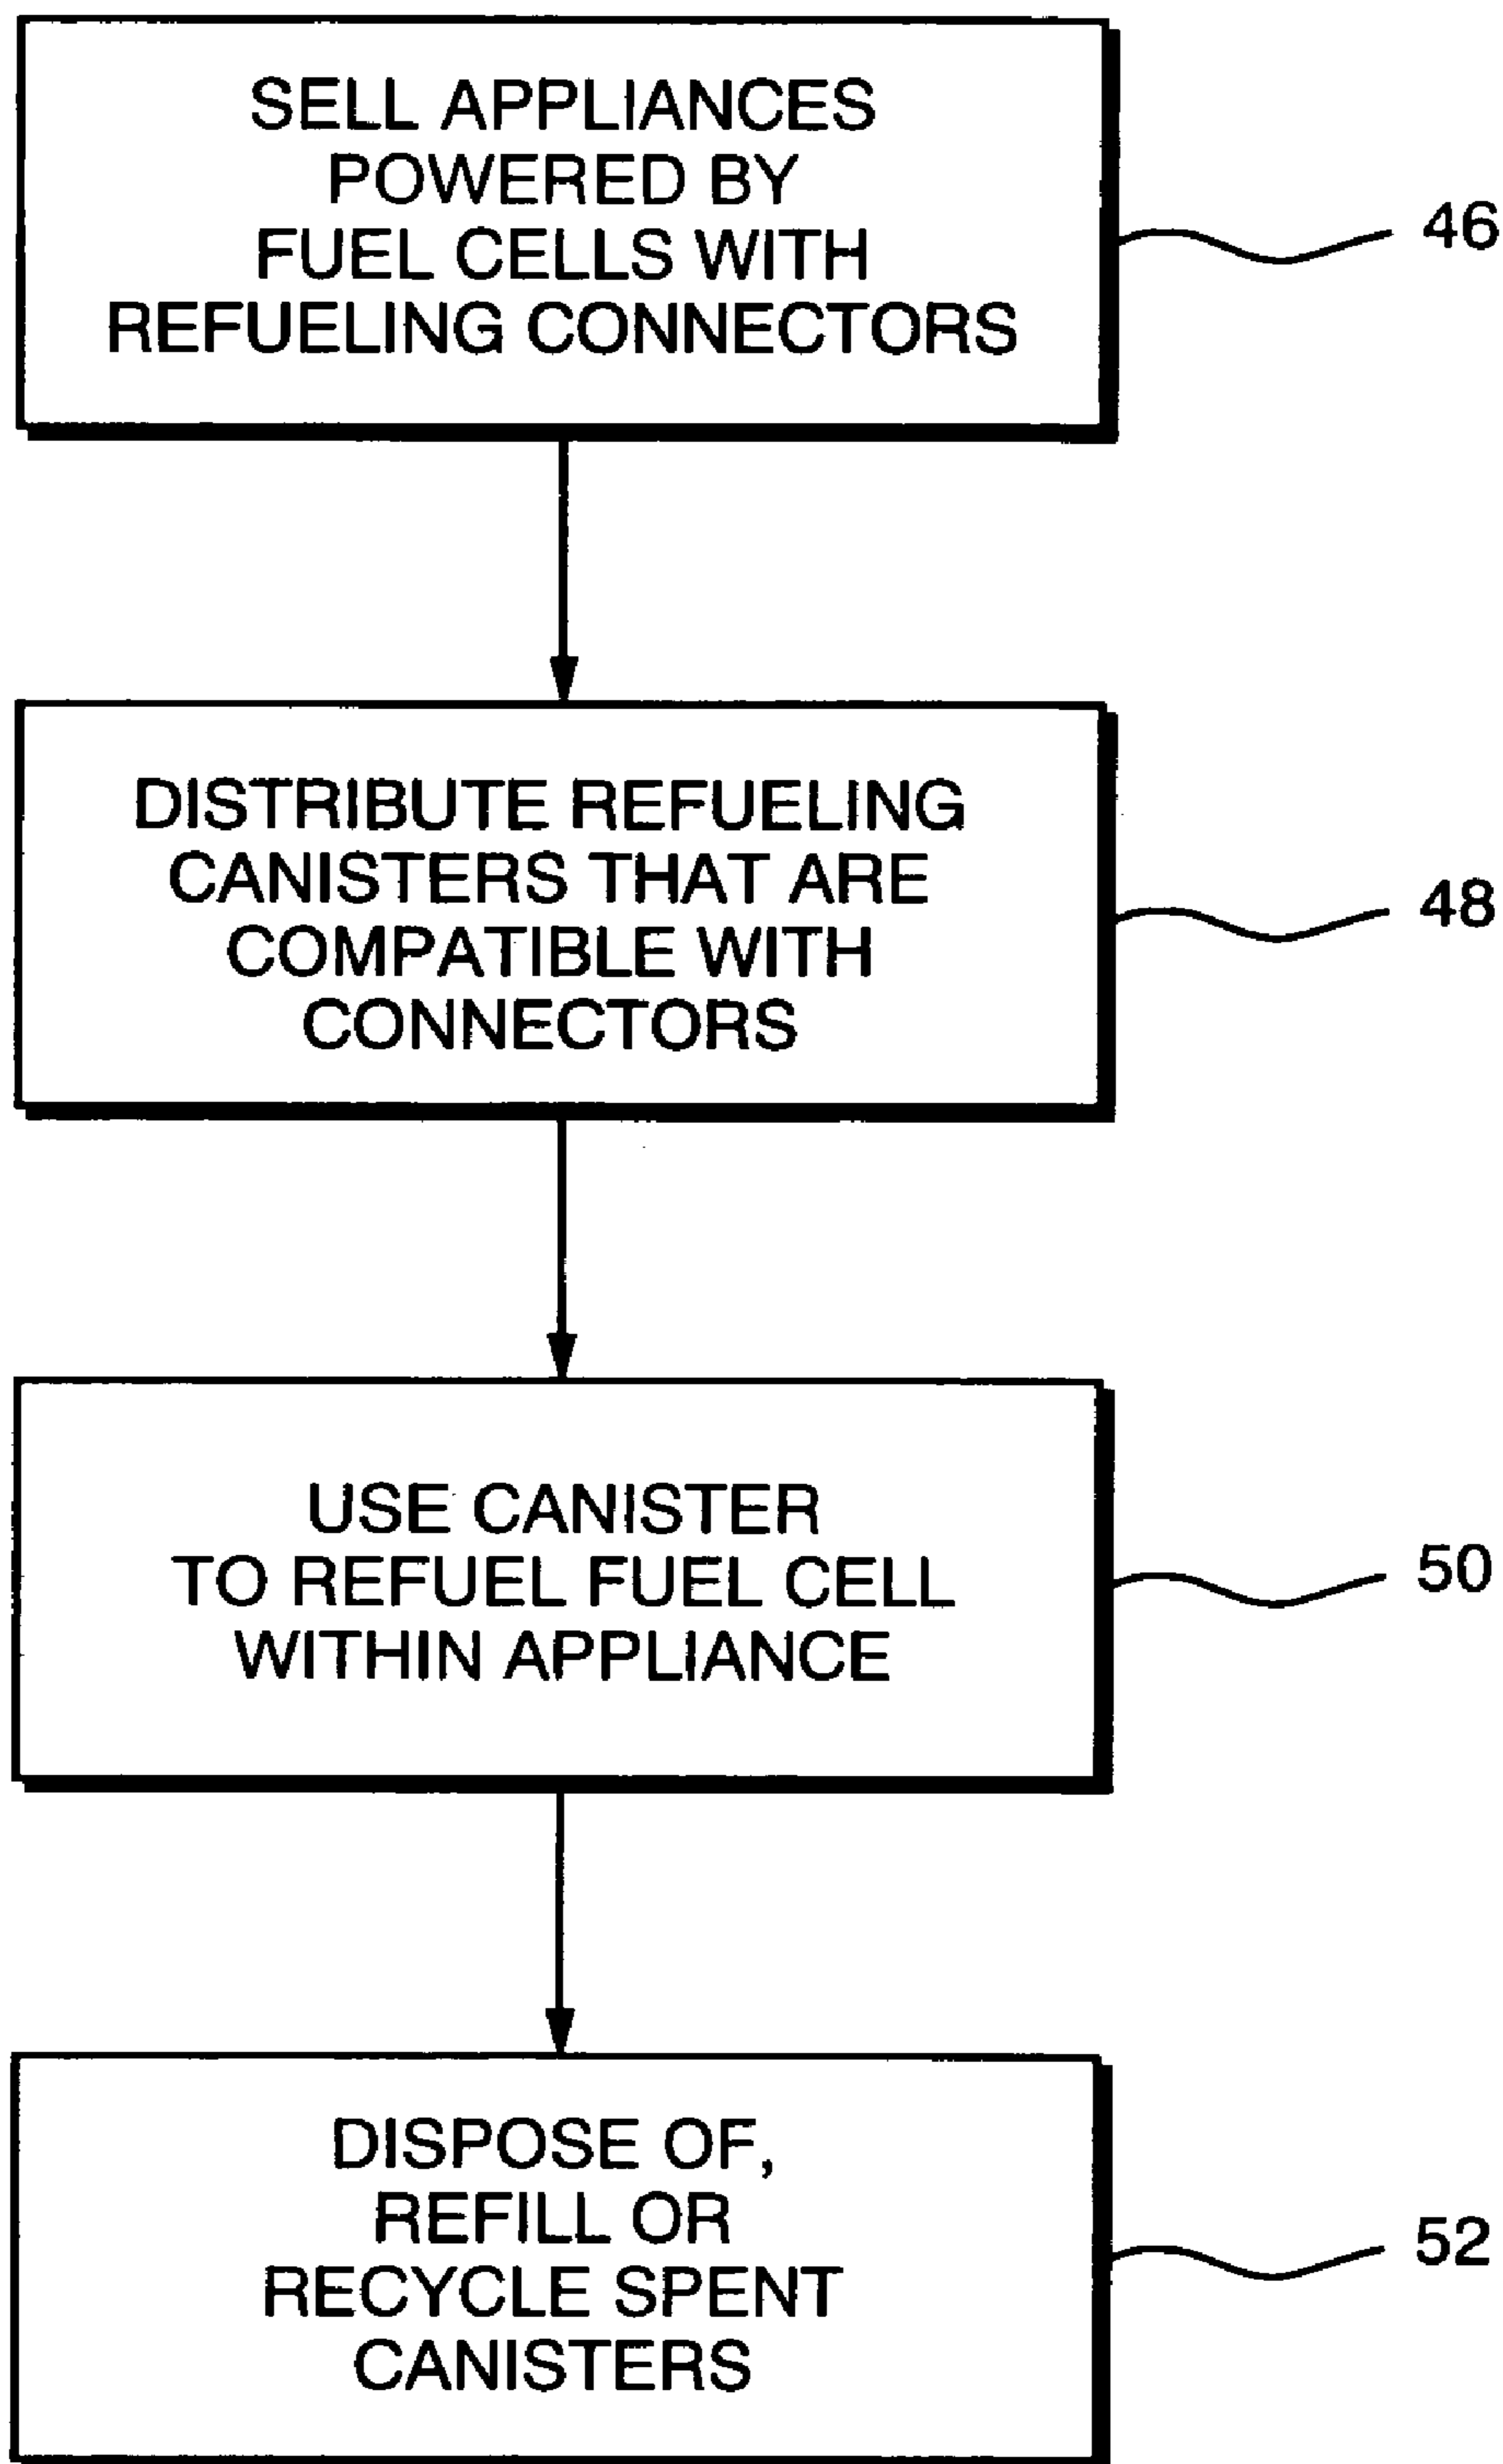 SELL APPLIANCES
POWERED BY
FUEL CELLS WITH
REFUELING CONNECTORS
46
DISTRIBUTE REFUELING
CANISTERS THAT ARE
COMPATIBLE WITH
CONNECTORS
48
USE CANISTER
TO REFUEL FUEL CELL
WITHIN APPLIANCE
50
DISPOSE OF,
REFILL OR
RECYCLE SPENT
CANISTERS
52